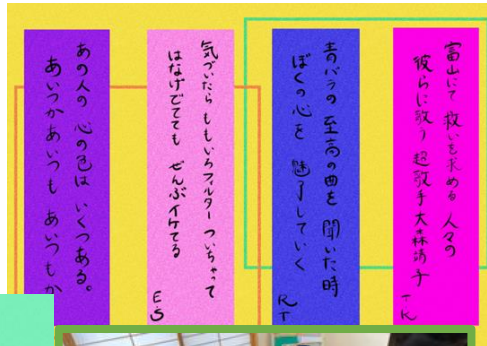 富山にて 救いを求める 人々の
彼らに歌う 超歌手大森靖子
T K
青バラの 至高の曲を 聞いた時
ぼくの心を 魅了していく
R T
気づいたら ももいろフィルター ついちゃって
はなげでてても ぜんぶイケてる
E S
あの人の 心の色は いくつある。
あいつかあいつも あいつもか